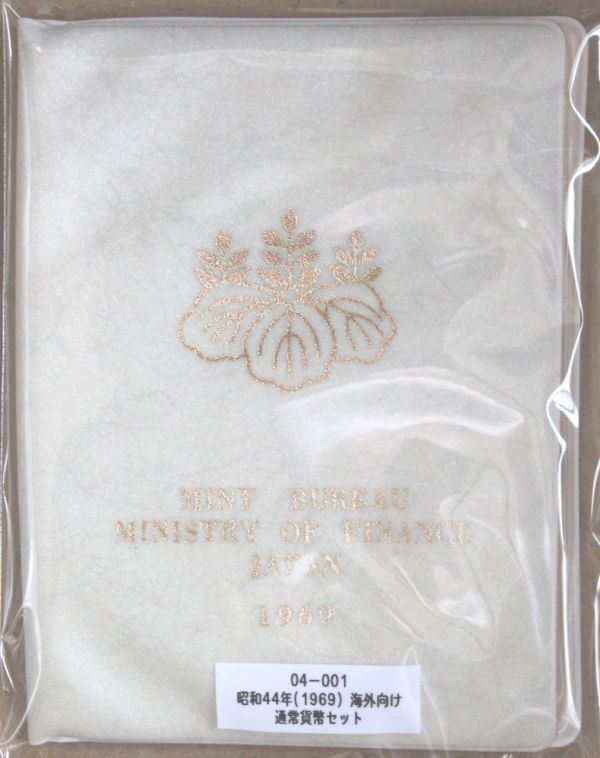 MINT BUREAU
MINISTRY OF FINANCE
JAPAN
1969
04-001
昭和44年(1969) 海外向け
通常貨幣セット